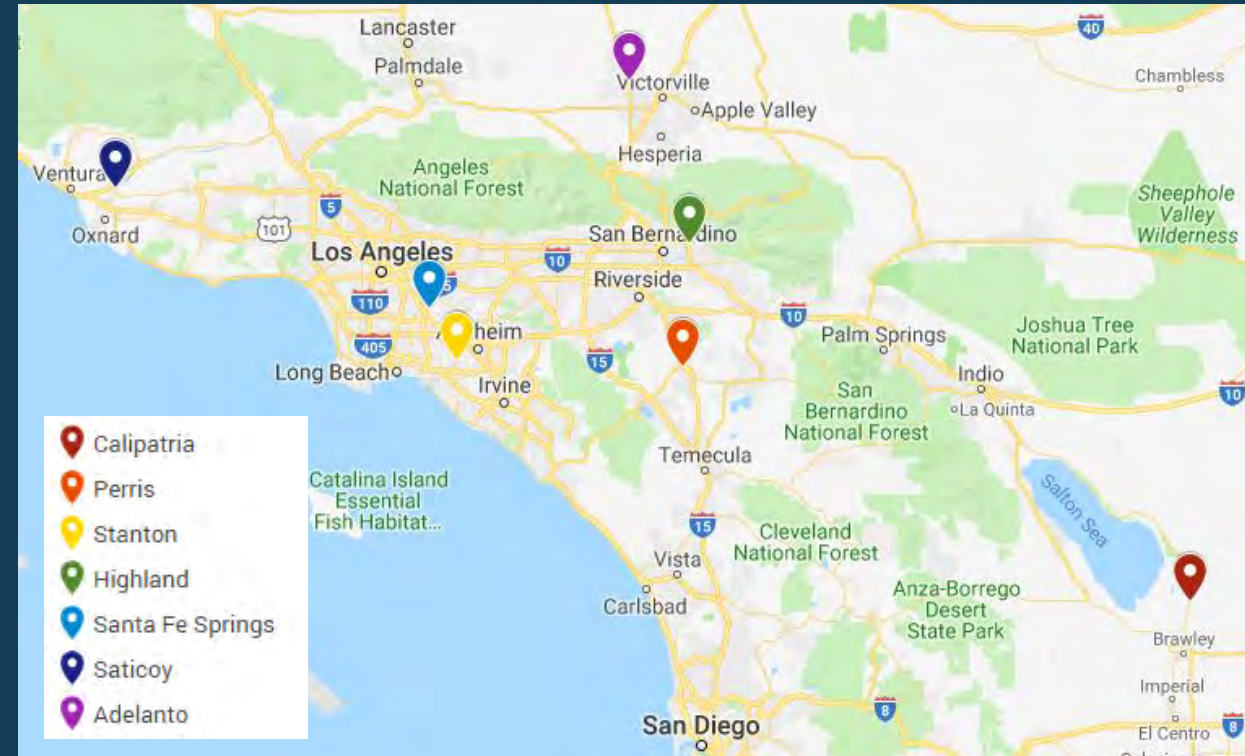 Lancaster
Palmdale
40
Chambless
Victorville
Apple Valley
Hesperia
Ventura
Oxnard
Angeles
National Forest
5
101
Sheephole
Valley
Wilderness
Los Angeles
San Bernardino
10
Riverside
110
5
405
heim
Long Beach
Irvine
15
10
Palm Springs
Joshua Tree
National Park
Indio
La Quinta
10
San
Bernardino
National Forest
Temecula
Catalina Island
Essential
Fish Habitat...
Salton Sea
15
Cleveland
National Forest
Vista
Carlsbad
Anza-Borrego
Desert
State Park
Brawley
Imperial
El Centro
8
8
San Diego
Calipatria
Perris
Stanton
Highland
Santa Fe Springs
Saticoy
Adelanto